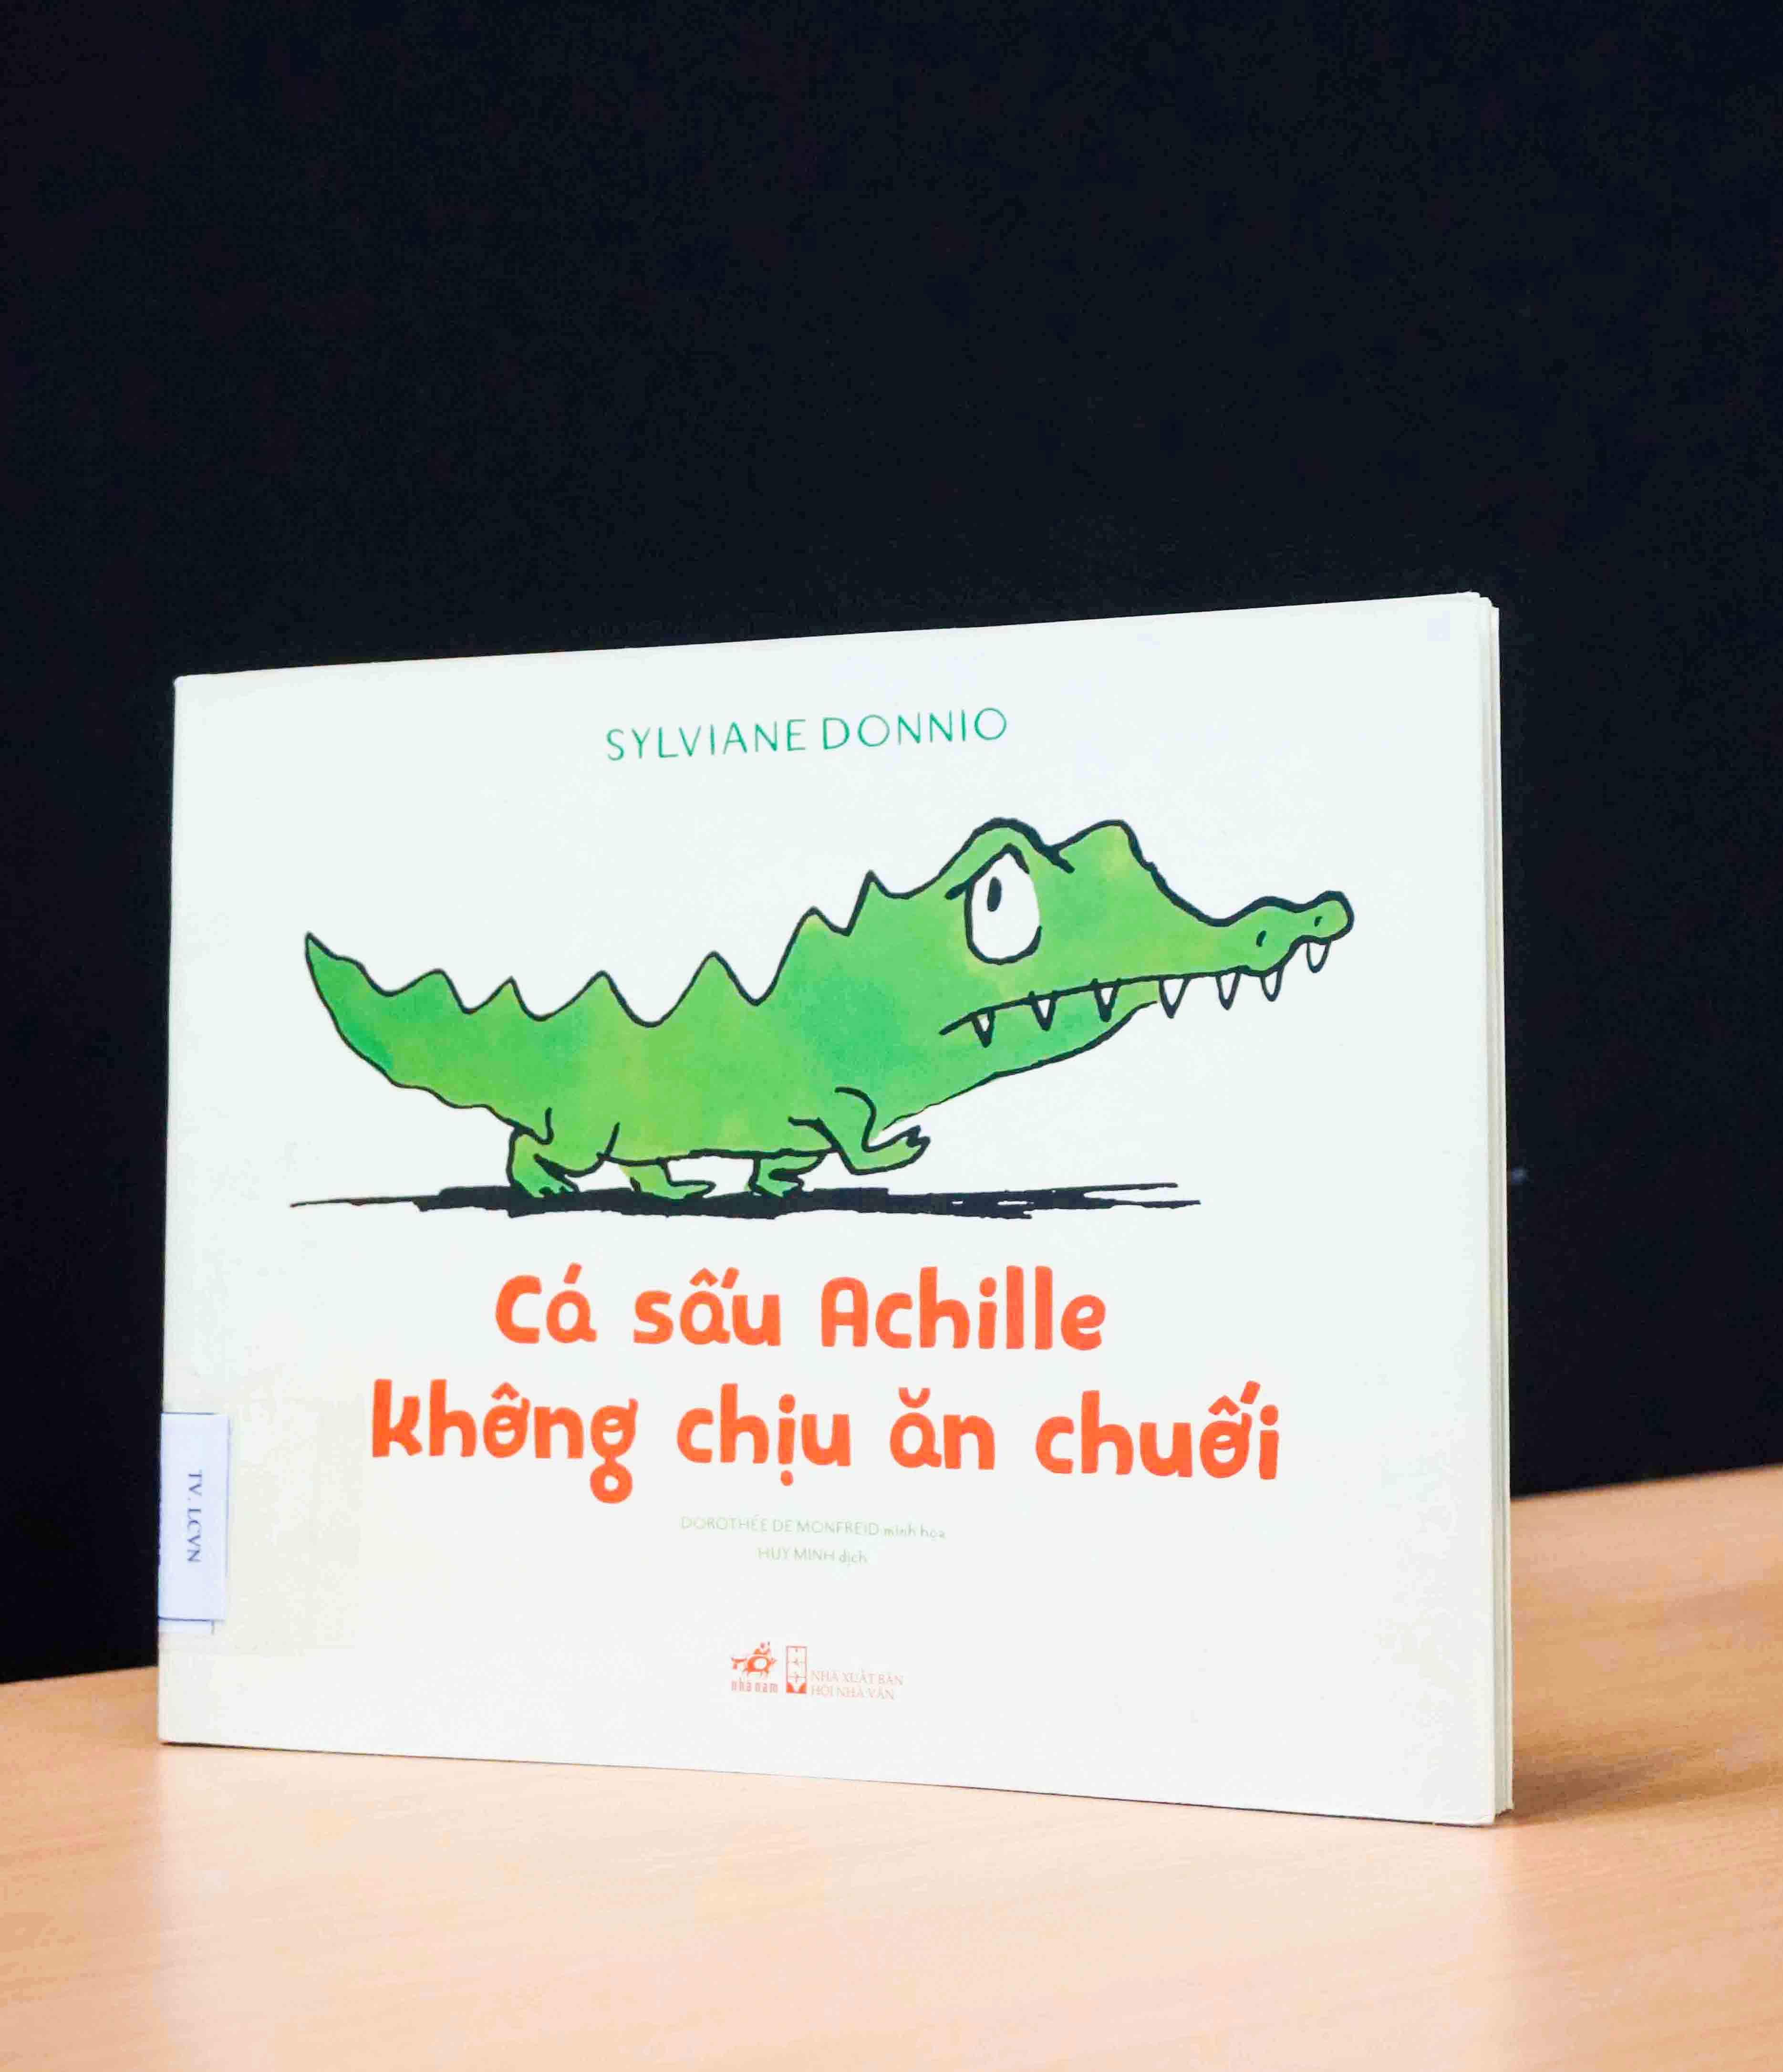 SYLVIANE DONNIO
Cá sấu Achille
không chịu ăn chuối
DOROTHÉE DE MONFREID minh họa
HUY MINH dịch
nhã nam
NHÀ XUẤT BẢN
HỘI NHÀ VĂN
TV. LCVN